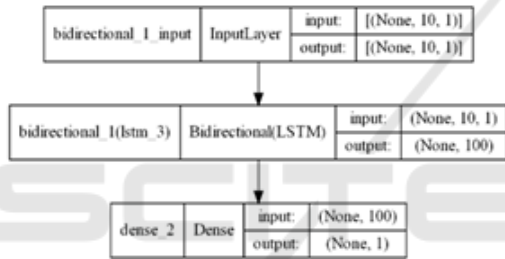 bidirectional_1_input InputLayer input: [(None, 10, 1)]
output: [(None, 10, 1)]
bidirectional_1(lstm_3) Bidirectional(LSTM) input: (None, 10, 1)
output: (None, 100)
dense_2 Dense input: (None, 100)
output: (None, 1)